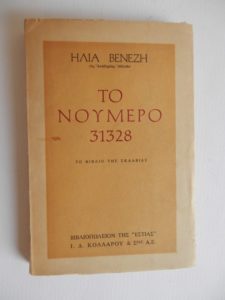 ΗΛΙΑ ΒΕΝΕΖΗ
ΤΟ
ΝΟΥΜΕΡΟ
31328
ΤΟ ΒΙΒΛΙΟ ΤΗΣ ΣΚΛΑΒΙΑΣ
ΒΙΒΛΙΟΠΩΛΕΙΟΝ ΤΗΣ "ΕΣΤΙΑΣ"
Ι. Δ. ΚΟΛΛΑΡΟΥ & ΣΙΑΣ Α.Ε.